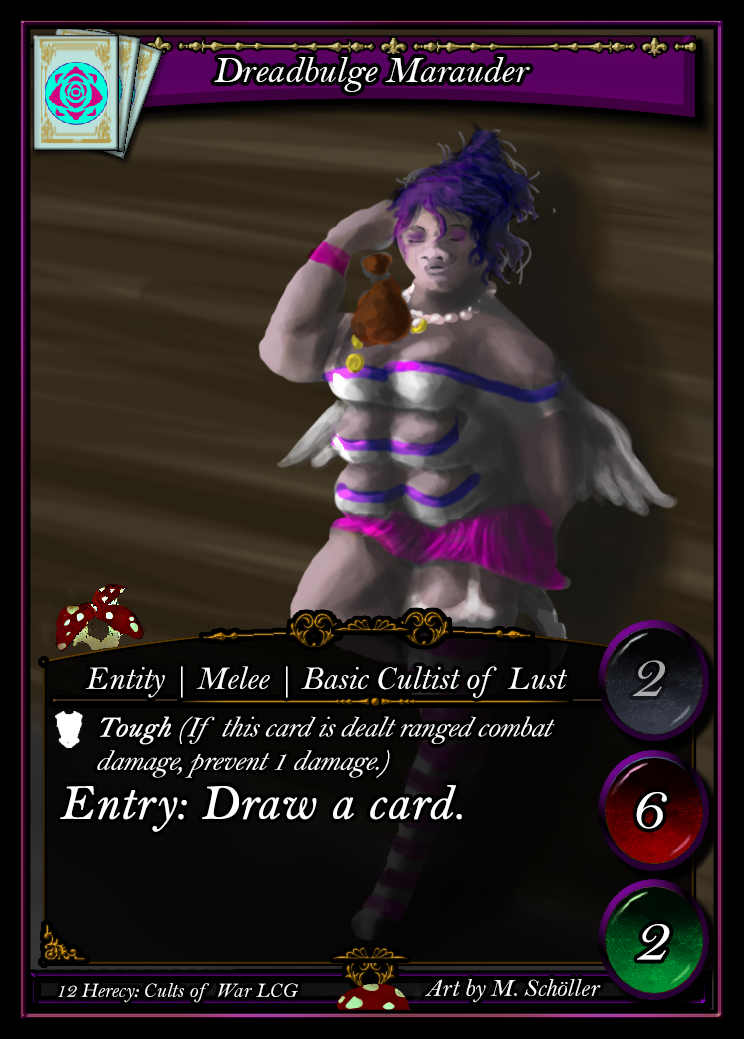 Dreadbulge Marauder
Entity | Melee | Basic Cultist of Lust
2
Tough (If this card is dealt ranged combat
damage, prevent 1 damage.)
Entry: Draw a card.
6
2
12 Herecy: Cults of War LCG
Art by M. Schöller